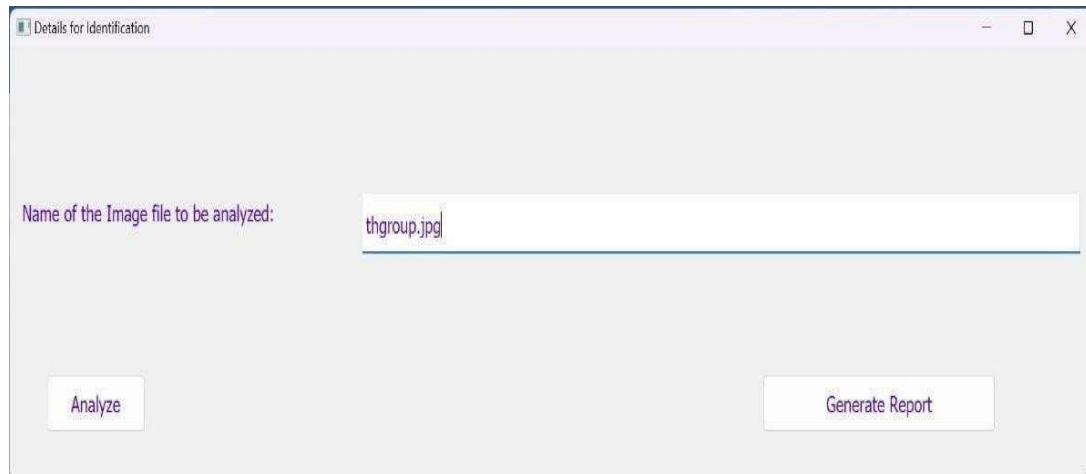 Details for Identification
Name of the Image file to be analyzed:
thgroup.jpg
Analyze
Generate Report